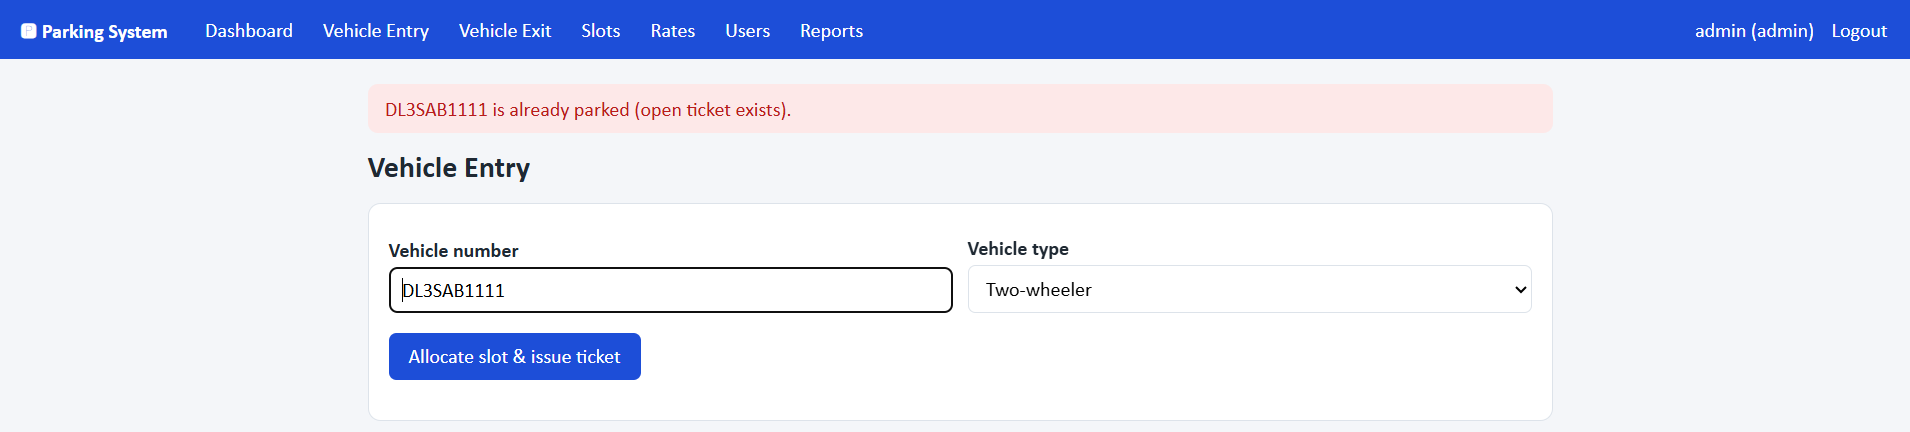 🅿 Parking System Dashboard Vehicle Entry Vehicle Exit Slots Rates Users Reports admin (admin) Logout
DL3SAB1111 is already parked (open ticket exists).
Vehicle Entry
Vehicle number Vehicle type
DL3SAB1111 Two-wheeler
Allocate slot & issue ticket